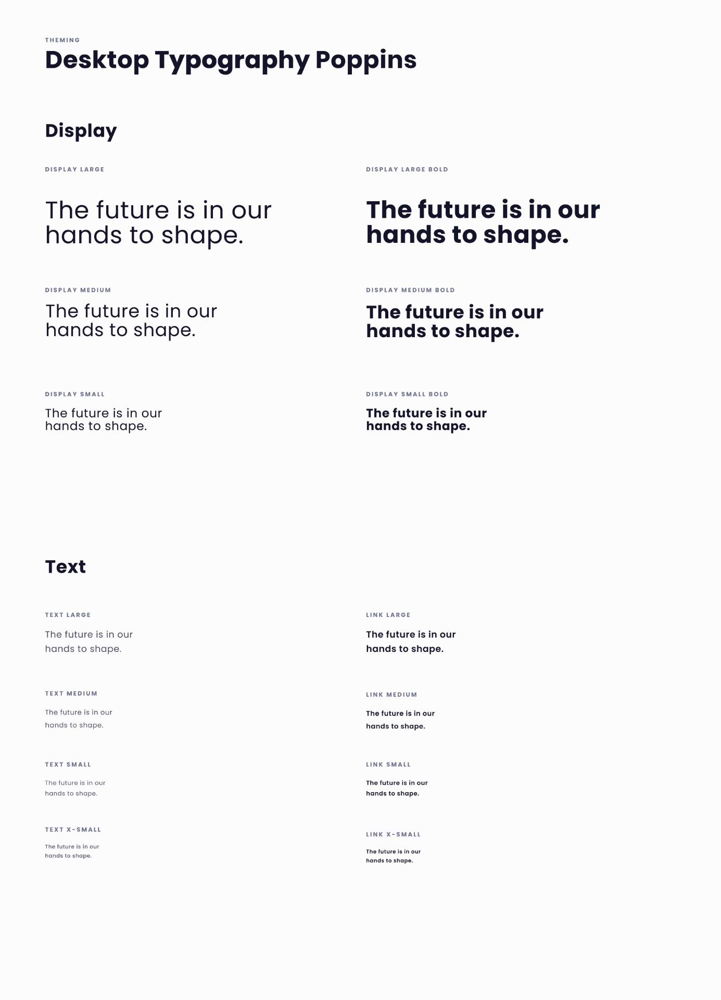 THEMING
Desktop Typography Poppins
Display
DISPLAY LARGE
The future is in our
hands to shape.
DISPLAY LARGE BOLD
The future is in our
hands to shape.
DISPLAY MEDIUM
The future is in our
hands to shape.
DISPLAY MEDIUM BOLD
The future is in our
hands to shape.
DISPLAY SMALL
The future is in our
hands to shape.
DISPLAY SMALL BOLD
The future is in our
hands to shape.
Text
TEXT LARGE
The future is in our
hands to shape.
LINK LARGE
The future is in our
hands to shape.
TEXT MEDIUM
The future is in our
hands to shape.
LINK MEDIUM
The future is in our
hands to shape.
TEXT SMALL
The future is in our
hands to shape.
LINK SMALL
The future is in our
hands to shape.
TEXT X-SMALL
The future is in our
hands to shape.
LINK X-SMALL
The future is in our
hands to shape.